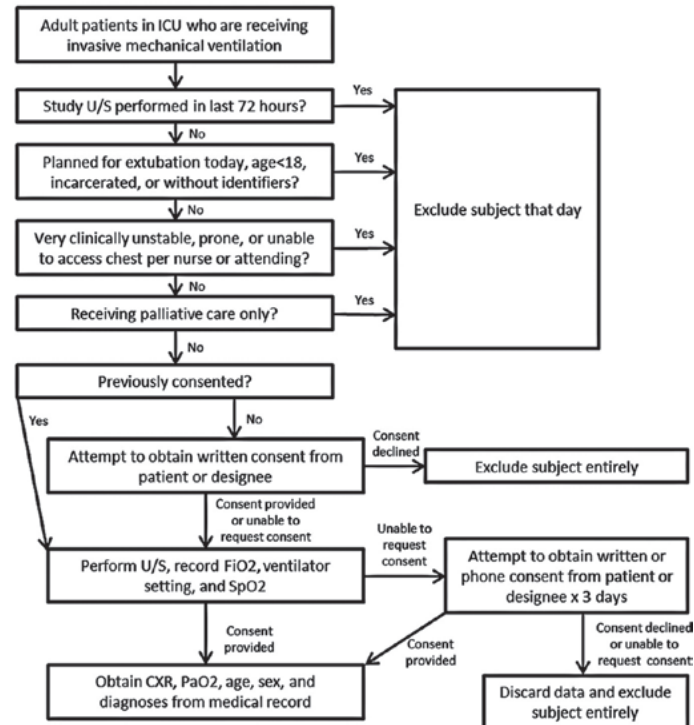 Adult patients in ICU who are receiving
invasive mechanical ventilation
Study U/S performed in last 72 hours?
Yes
No
Planned for extubation today, age<18,
incarcerated, or without identifiers?
Yes
Exclude subject that day
No
Very clinically unstable, prone, or unable
to access chest per nurse or attending?
Yes
No
Receiving palliative care only?
Yes
No
Previously consented?
Yes
No
Attempt to obtain written consent from
patient or designee
Consent
declined
Exclude subject entirely
Consent provided
or unable to
request consent
Perform U/S, record FiO2, ventilator
setting, and SpO2
Unable to
request
consent
Attempt to obtain written or
phone consent from patient or
designee x 3 days
Consent
provided
Consent
provided
Consent declined
or unable to
request consent
Obtain CXR, PaO2, age, sex, and
diagnoses from medical record
Discard data and exclude
subject entirely